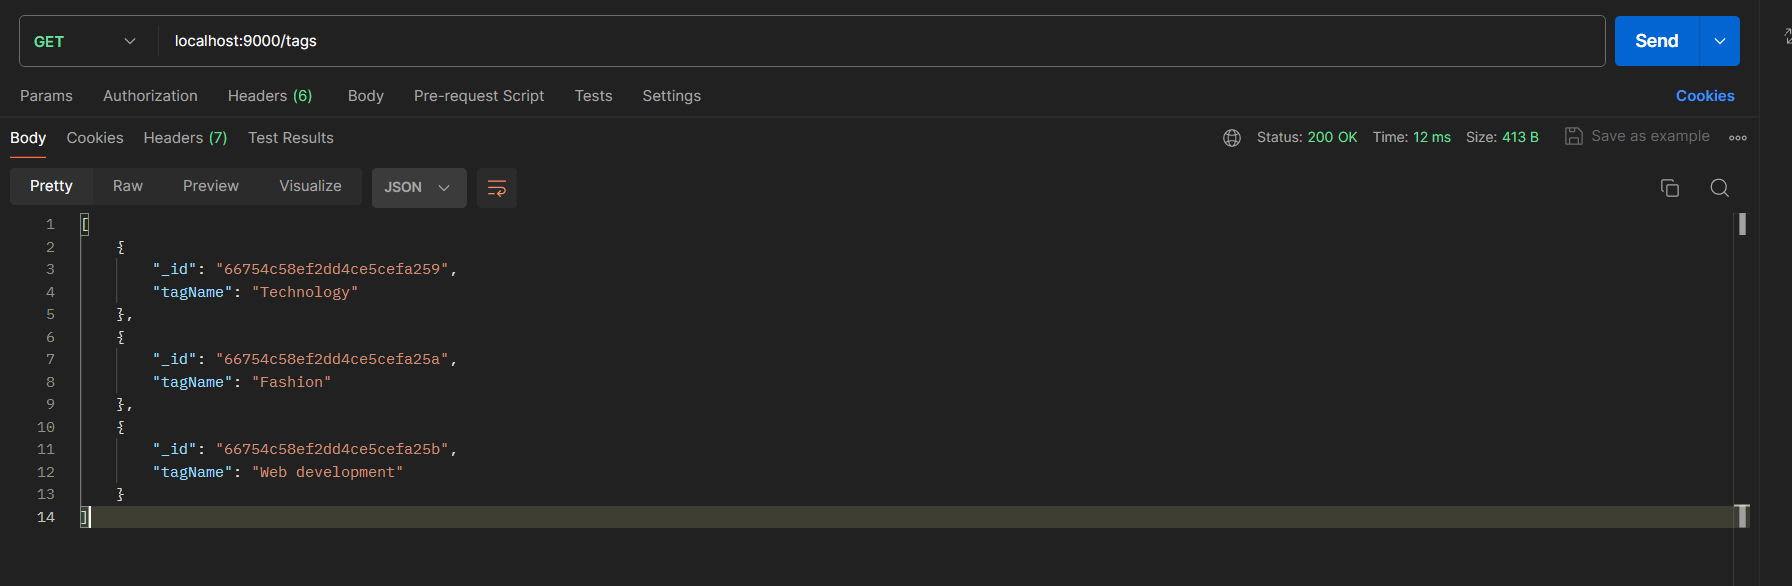 GET localhost:9000/tags Send
Params Authorization Headers (6) Body Pre-request Script Tests Settings Cookies
Body Cookies Headers (7) Test Results Status: 200 OK Time: 12 ms Size: 413 B Save as example
Pretty Raw Preview Visualize JSON
1 [
2 {
3 "_id": "66754c58ef2dd4ce5cefa259",
4 "tagName": "Technology"
5 },
6 {
7 "_id": "66754c58ef2dd4ce5cefa25a",
8 "tagName": "Fashion"
9 },
10 {
11 "_id": "66754c58ef2dd4ce5cefa25b",
12 "tagName": "Web development"
13 }
14 ]